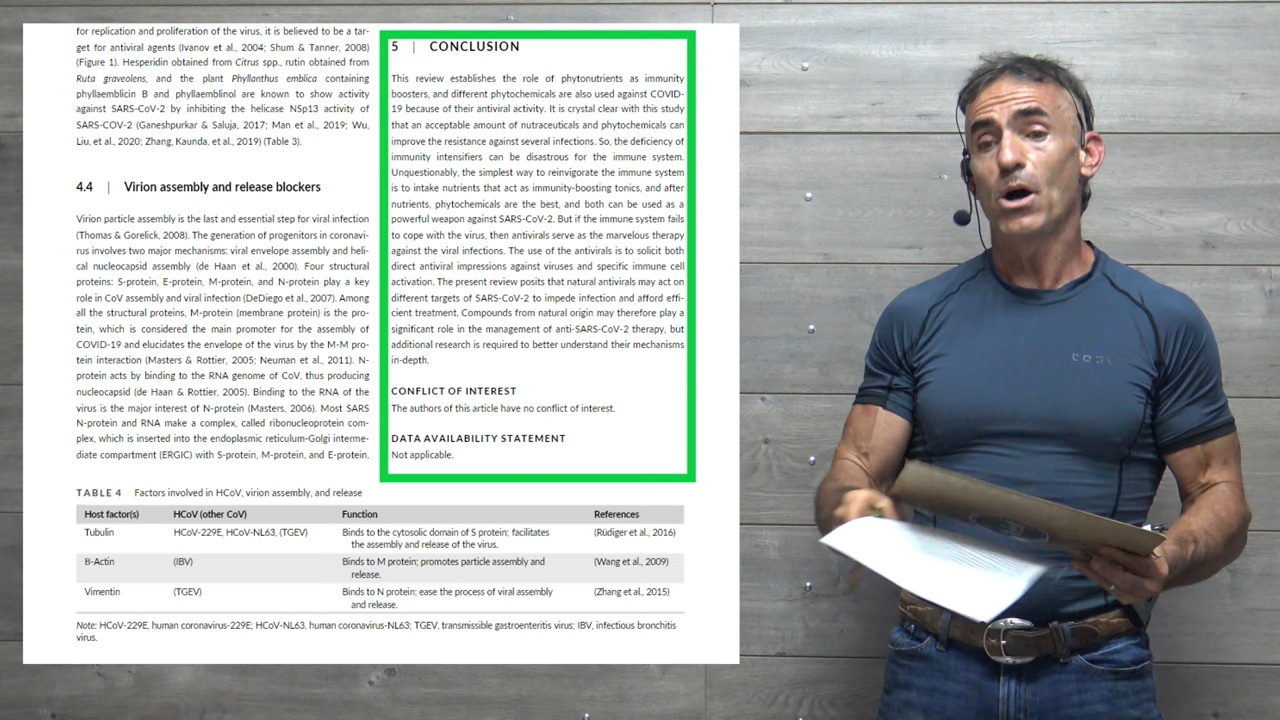 for replication and proliferation of the virus, it is believed to be a tar-
get for antiviral agents (Ivanov et al., 2004; Shum & Tanner, 2008)
(Figure 1). Hesperidin obtained from Citrus spp., rutin obtained from
Ruta graveolens, and the plant Phyllanthus emblica containing
phyllaemblicin B and phyllaemblinol are known to show activity
against SARS-CoV-2 by inhibiting the helicase NSp13 activity of
SARS-COV-2 (Ganeshpurkar & Saluja, 2017; Man et al., 2019; Wu,
Liu, et al., 2020; Zhang, Kaunda, et al., 2019) (Table 3).
4.4 | Virion assembly and release blockers
Virion particle assembly is the last and essential step for viral infection
(Thomas & Gorelick, 2008). The generation of progenitors in coronavi-
rus involves two major mechanisms: viral envelope assembly and heli-
cal nucleocapsid assembly (de Haan et al., 2000). Four structural
proteins: S-protein, E-protein, M-protein, and N-protein play a key
role in CoV assembly and viral infection (DeDiego et al., 2007). Among
all the structural proteins, M-protein (membrane protein) is the pro-
tein, which is considered the main promoter for the assembly of
COVID-19 and elucidates the envelope of the virus by the M-M pro-
tein interaction (Masters & Rottier, 2005; Neuman et al., 2011). N-
protein acts by binding to the RNA genome of CoV, thus producing
nucleocapsid (de Haan & Rottier, 2005). Binding to the RNA of the
virus is the major interest of N-protein (Masters, 2006). Most SARS
N-protein and RNA make a complex, called ribonucleoprotein com-
plex, which is inserted into the endoplasmic reticulum-Golgi interme-
diate compartment (ERGIC) with S-protein, M-protein, and E-protein.
5 | CONCLUSION
This review establishes the role of phytonutrients as immunity
boosters, and different phytochemicals are also used against COVID-
19 because of their antiviral activity. It is crystal clear with this study
that an acceptable amount of nutraceuticals and phytochemicals can
improve the resistance against several infections. So, the deficiency of
immunity intensifiers can be disastrous for the immune system.
Unquestionably, the simplest way to reinvigorate the immune system
is to intake nutrients that act as immunity-boosting tonics, and after
nutrients, phytochemicals are the best, and both can be used as a
powerful weapon against SARS-CoV-2. But if the immune system fails
to cope with the virus, then antivirals serve as the marvelous therapy
against the viral infections. The use of the antivirals is to solicit both
direct antiviral impressions against viruses and specific immune cell
activation. The present review posits that natural antivirals may act on
different targets of SARS-CoV-2 to impede infection and afford effi-
cient treatment. Compounds from natural origin may therefore play a
significant role in the management of anti-SARS-CoV-2 therapy, but
additional research is required to better understand their mechanisms
in-depth.
CONFLICT OF INTEREST
The authors of this article have no conflict of interest.
DATA AVAILABILITY STATEMENT
Not applicable.
TABLE 4 Factors involved in HCoV, virion assembly, and release
Host factor(s) HCoV (other CoV) Function References
Tubulin HCoV-229E, HCoV-NL63, (TGEV) Binds to the cytosolic domain of S protein; facilitates (Rüdiger et al., 2016)
the assembly and release of the virus.
B-Actin (IBV) Binds to M protein; promotes particle assembly and (Wang et al., 2009)
release.
Vimentin (TGEV) Binds to N protein; ease the process of viral assembly (Zhang et al., 2015)
and release.
Note: HCoV-229E, human coronavirus-229E; HCoV-NL63, human coronavirus-NL63; TGEV, transmissible gastroenteritis virus; IBV, infectious bronchitis
virus.